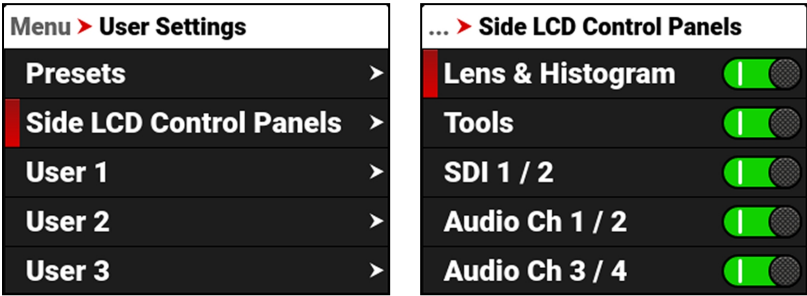 Menu ➤ User Settings
Presets
Side LCD Control Panels
User 1
User 2
User 3
... ➤ Side LCD Control Panels
Lens & Histogram
Tools
SDI 1 / 2
Audio Ch 1 / 2
Audio Ch 3 / 4